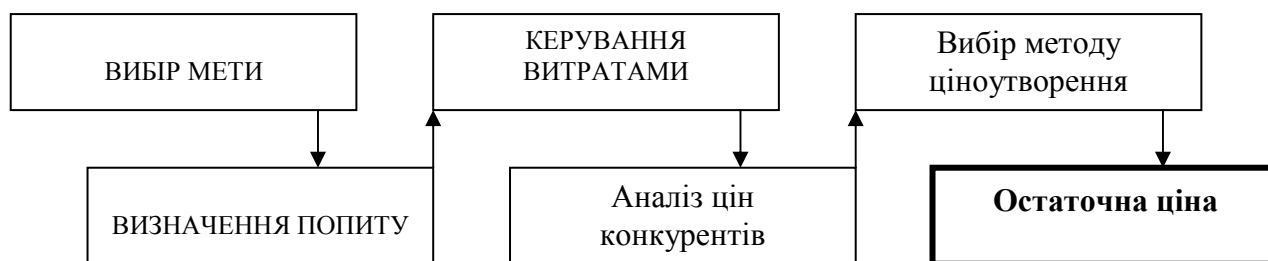 ВИБІР МЕТИ
КЕРУВАННЯ
ВИТРАТАМИ
Вибір методу
ціноутворення
ВИЗНАЧЕННЯ ПОПИТУ
Аналіз цін
конкурентів
Остаточна ціна